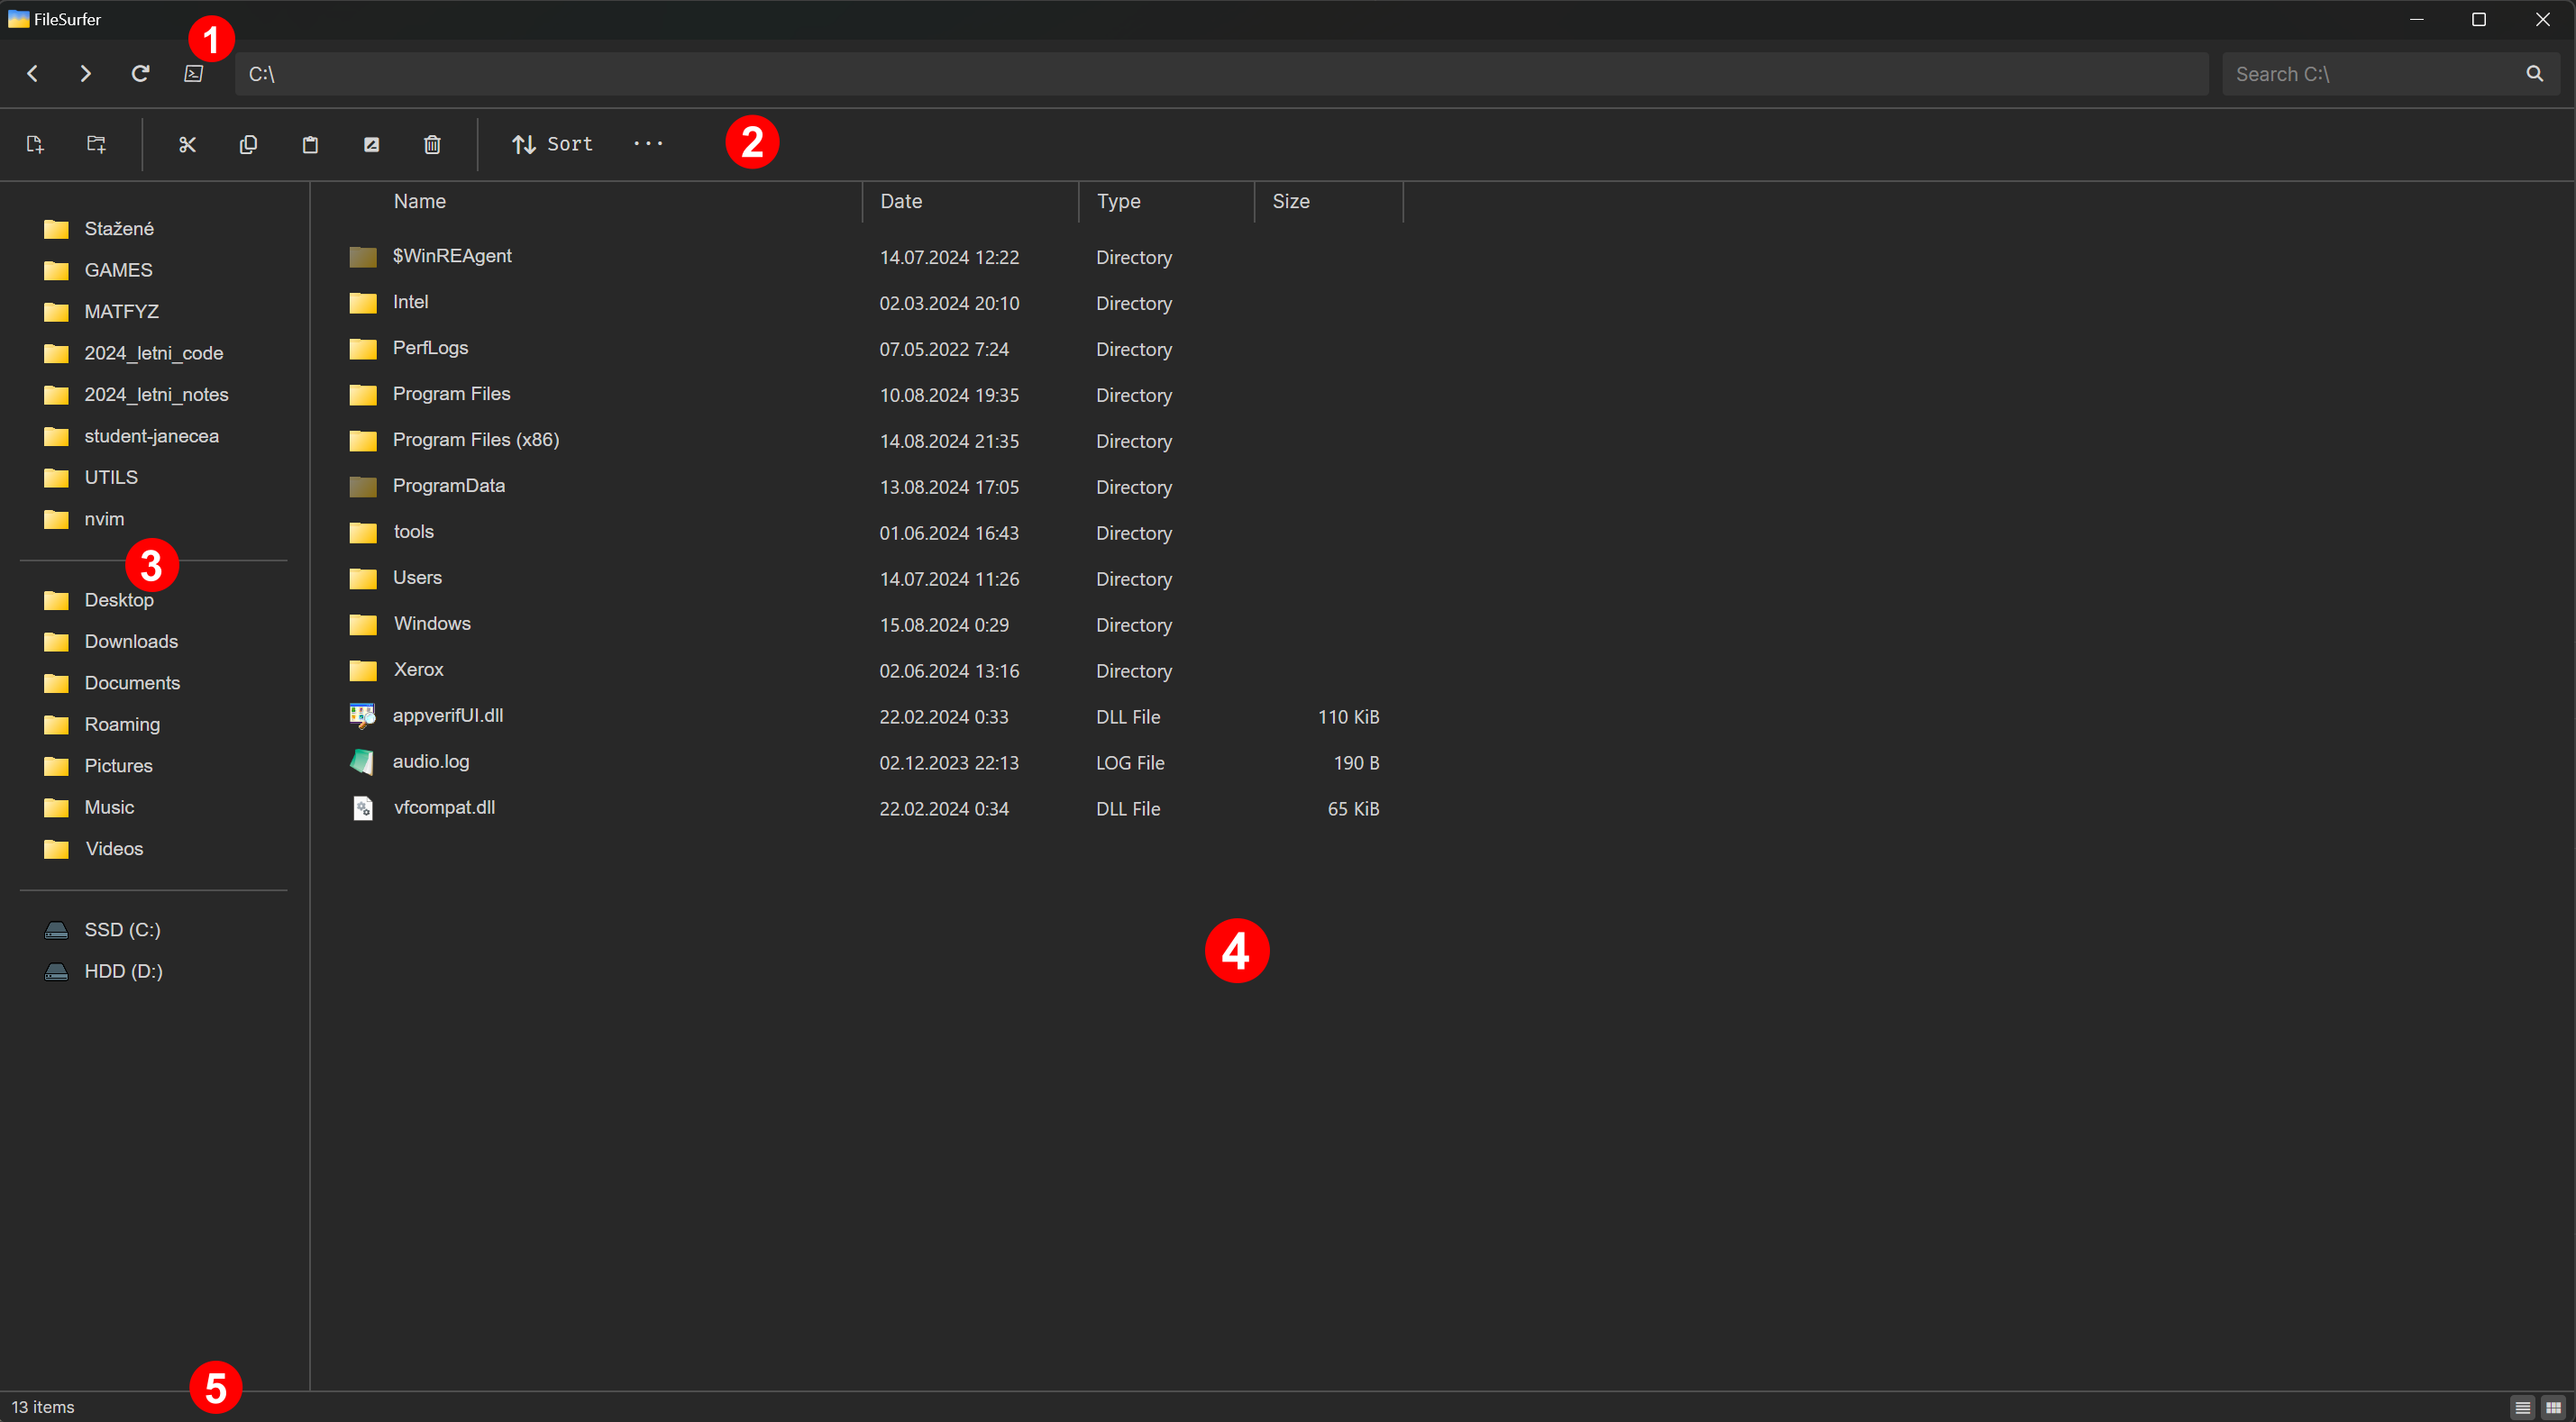 FileSurfer
1
C:\
Search C:\
Sort
2
Name Date Type Size
Stažené
GAMES
MATFYZ
2024_letni_code
2024_letni_notes
student-janecea
UTILS
nvim
3
Desktop
Downloads
Documents
Roaming
Pictures
Music
Videos
SSD (C:)
HDD (D:)
$WinREAgent 14.07.2024 12:22 Directory
Intel 02.03.2024 20:10 Directory
PerfLogs 07.05.2022 7:24 Directory
Program Files 10.08.2024 19:35 Directory
Program Files (x86) 14.08.2024 21:35 Directory
ProgramData 13.08.2024 17:05 Directory
tools 01.06.2024 16:43 Directory
Users 14.07.2024 11:26 Directory
Windows 15.08.2024 0:29 Directory
Xerox 02.06.2024 13:16 Directory
appverifUI.dll 22.02.2024 0:33 DLL File 110 KiB
audio.log 02.12.2023 22:13 LOG File 190 B
vfcompat.dll 22.02.2024 0:34 DLL File 65 KiB
4
5
13 items